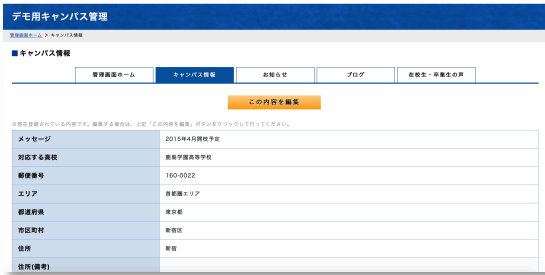 デモ用キャンパス管理
管理画面ホーム > キャンパス情報
■キャンパス情報
管理画面ホーム キャンパス情報 お知らせ ブログ 在校生・卒業生の声
この内容を編集
※現在登録されている内容です。編集する場合は、上記「この内容を編集」ボタンをクリックして行ってください。
メッセージ 2015年4月開校予定
対応する高校 鹿島学園高等学校
郵便番号 160-0022
エリア 首都圏エリア
都道府県 東京都
市区町村 新宿区
住所 新宿
住所(備考)